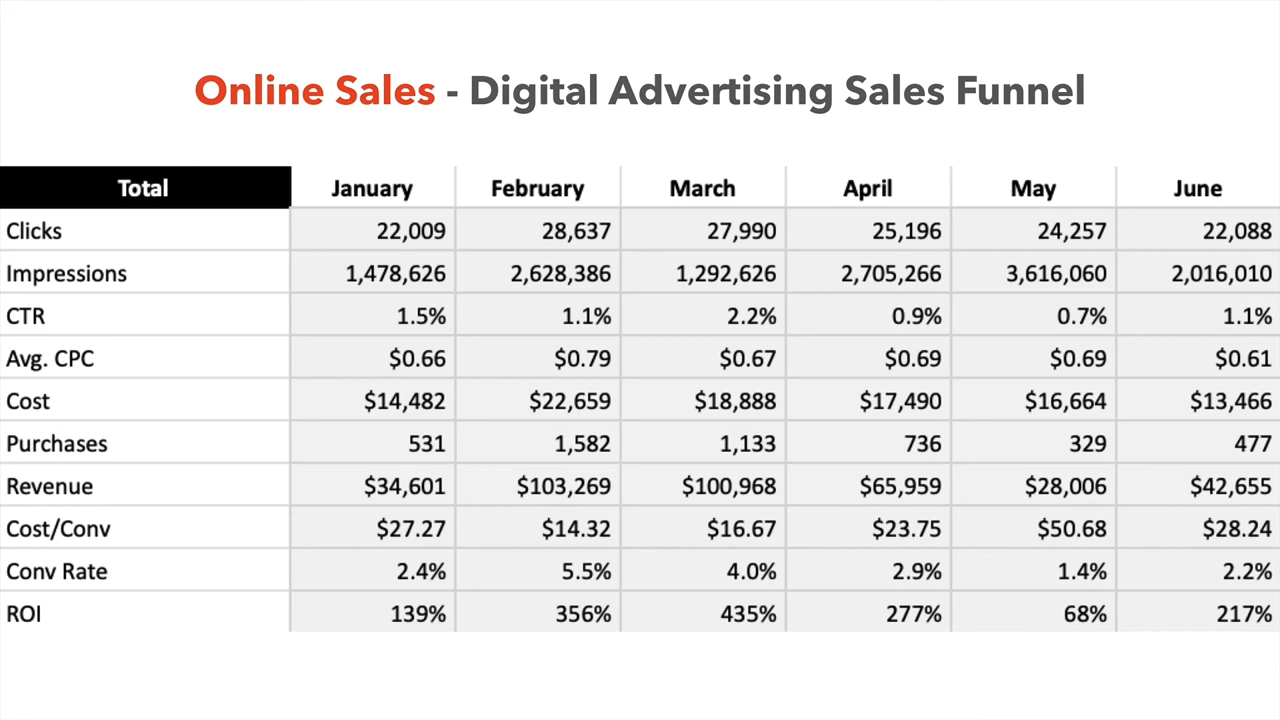 Online Sales - Digital Advertising Sales Funnel
Total January February March April May June
Clicks 22,009 28,637 27,990 25,196 24,257 22,088
Impressions 1,478,626 2,628,386 1,292,626 2,705,266 3,616,060 2,016,010
CTR 1.5% 1.1% 2.2% 0.9% 0.7% 1.1%
Avg. CPC $0.66 $0.79 $0.67 $0.69 $0.69 $0.61
Cost $14,482 $22,659 $18,888 $17,490 $16,664 $13,466
Purchases 531 1,582 1,133 736 329 477
Revenue $34,601 $103,269 $100,968 $65,959 $28,006 $42,655
Cost/Conv $27.27 $14.32 $16.67 $23.75 $50.68 $28.24
Conv Rate 2.4% 5.5% 4.0% 2.9% 1.4% 2.2%
ROI 139% 356% 435% 277% 68% 217%